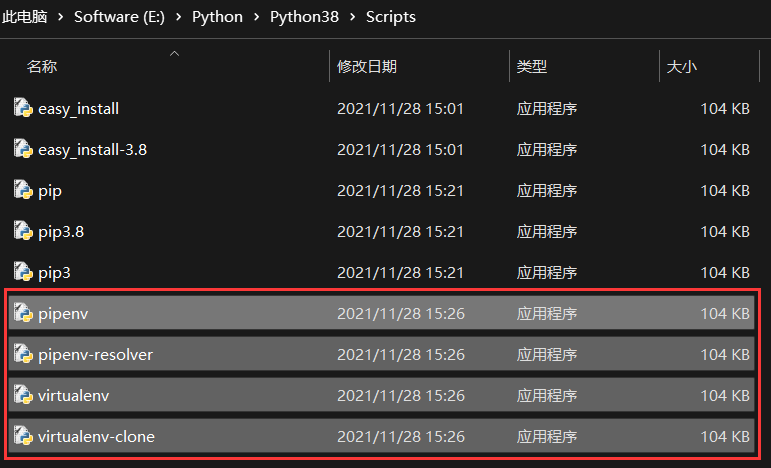 此电脑 > Software (E:) > Python > Python38 > Scripts
名称 修改日期 类型 大小
easy_install 2021/11/28 15:01 应用程序 104 KB
easy_install-3.8 2021/11/28 15:01 应用程序 104 KB
pip 2021/11/28 15:21 应用程序 104 KB
pip3.8 2021/11/28 15:21 应用程序 104 KB
pip3 2021/11/28 15:21 应用程序 104 KB
pipenv 2021/11/28 15:26 应用程序 104 KB
pipenv-resolver 2021/11/28 15:26 应用程序 104 KB
virtualenv 2021/11/28 15:26 应用程序 104 KB
virtualenv-clone 2021/11/28 15:26 应用程序 104 KB